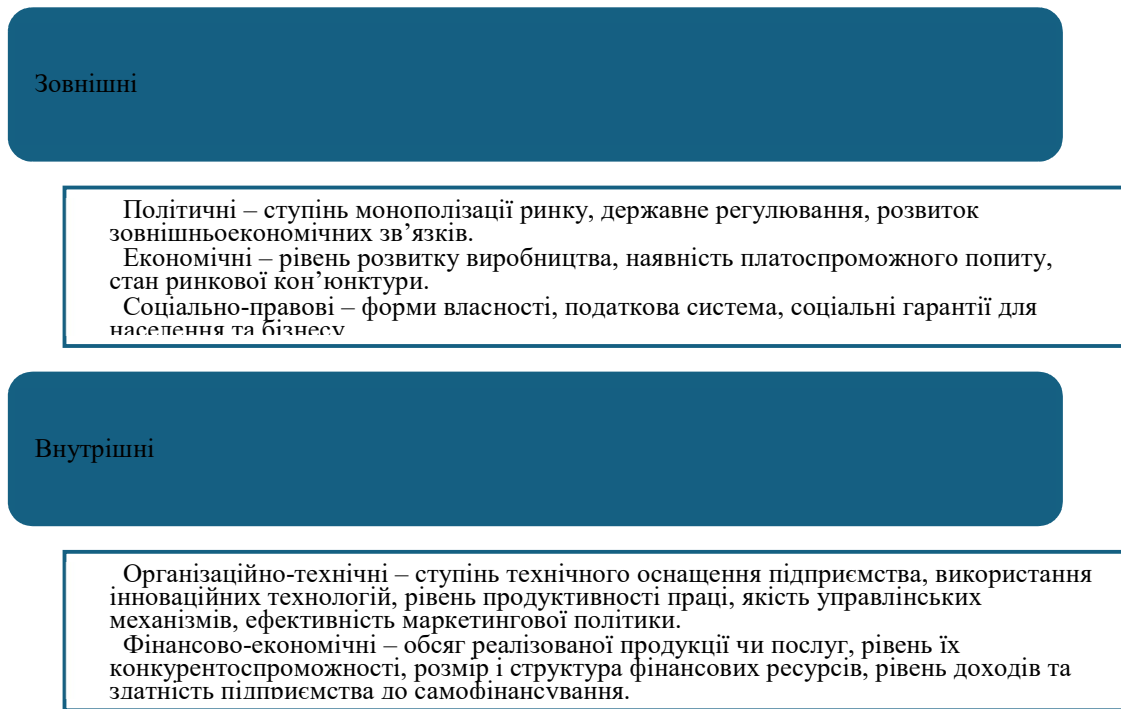 Зовнішні
Політичні – ступінь монополізації ринку, державне регулювання, розвиток
зовнішньоекономічних зв’язків.
Економічні – рівень розвитку виробництва, наявність платоспроможного попиту,
стан ринкової кон’юнктури.
Соціально-правові – форми власності, податкова система, соціальні гарантії для
населення та бізнесу
Внутрішні
Організаційно-технічні – ступінь технічного оснащення підприємства, використання
інноваційних технологій, рівень продуктивності праці, якість управлінських
механізмів, ефективність маркетингової політики.
Фінансово-економічні – обсяг реалізованої продукції чи послуг, рівень їх
конкурентоспроможності, розмір і структура фінансових ресурсів, рівень доходів та
здатність підприємства до самофінансування.